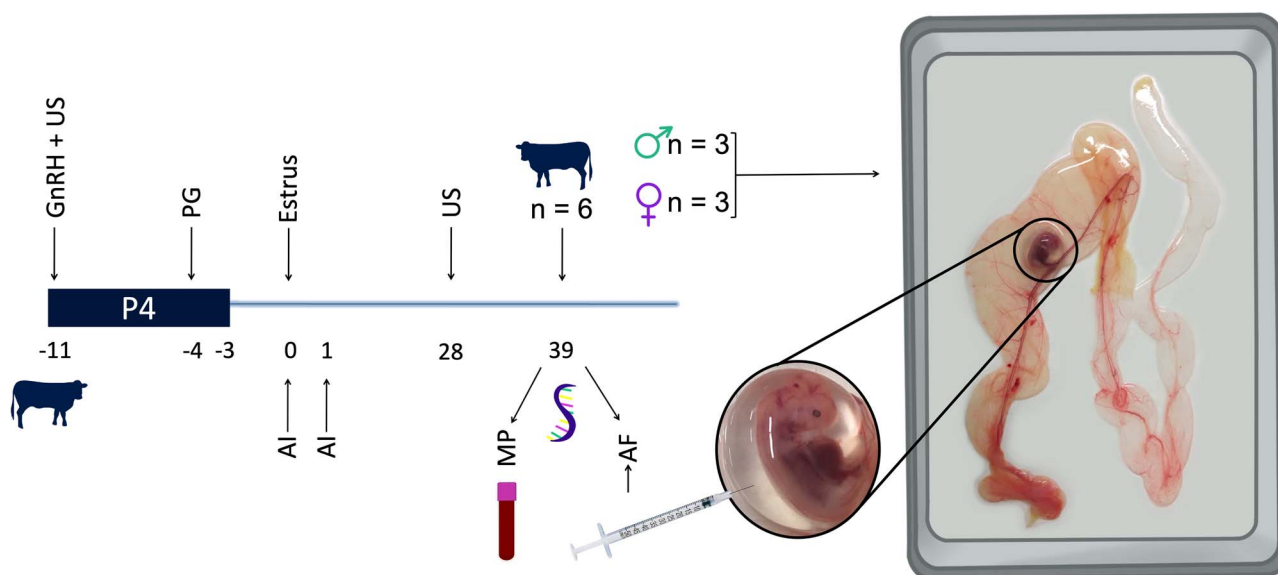 GnRH + US
PG
Estrus
US
n = 6
♂ n = 3
♀ n = 3
P4
-11
-4
-3
0
1
28
39
AI
AI
MP
AF